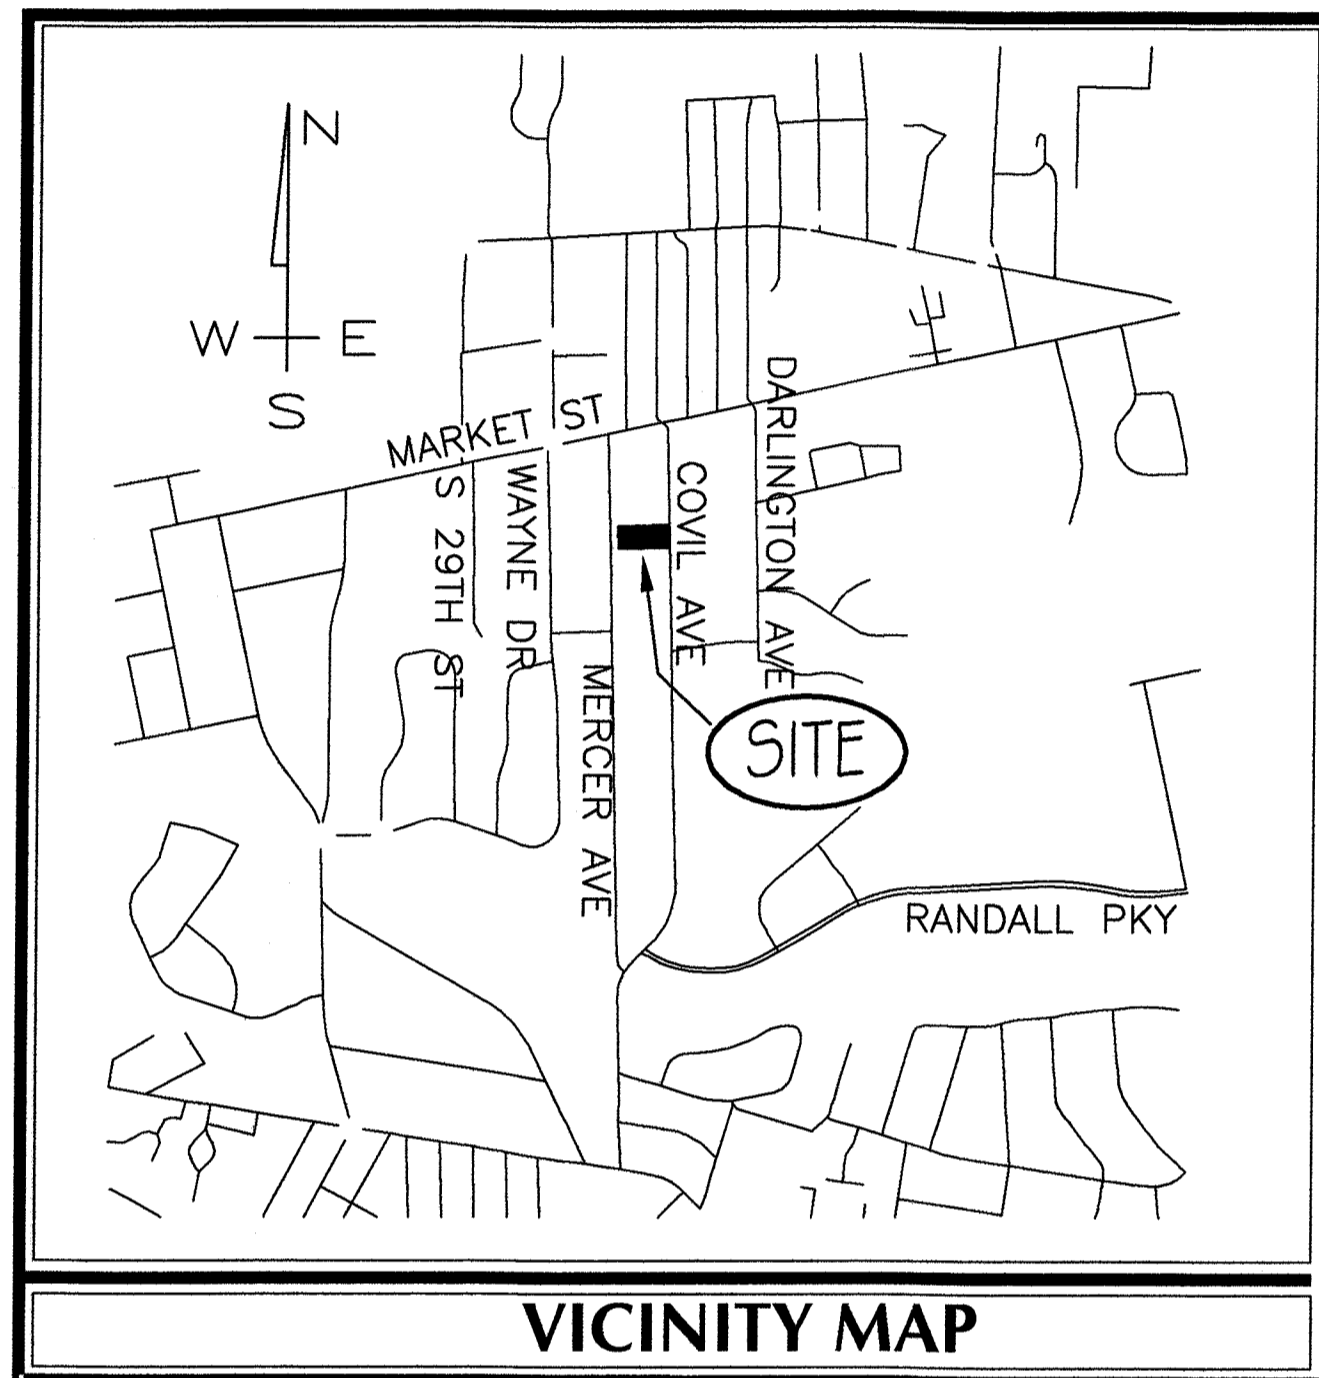 N
W E
S
MARKET ST
S 29TH ST
WAYNE DR
MERCER AVE
COVIL AVE
DARLINGTON AVE
SITE
RANDALL PKY
VICINITY MAP